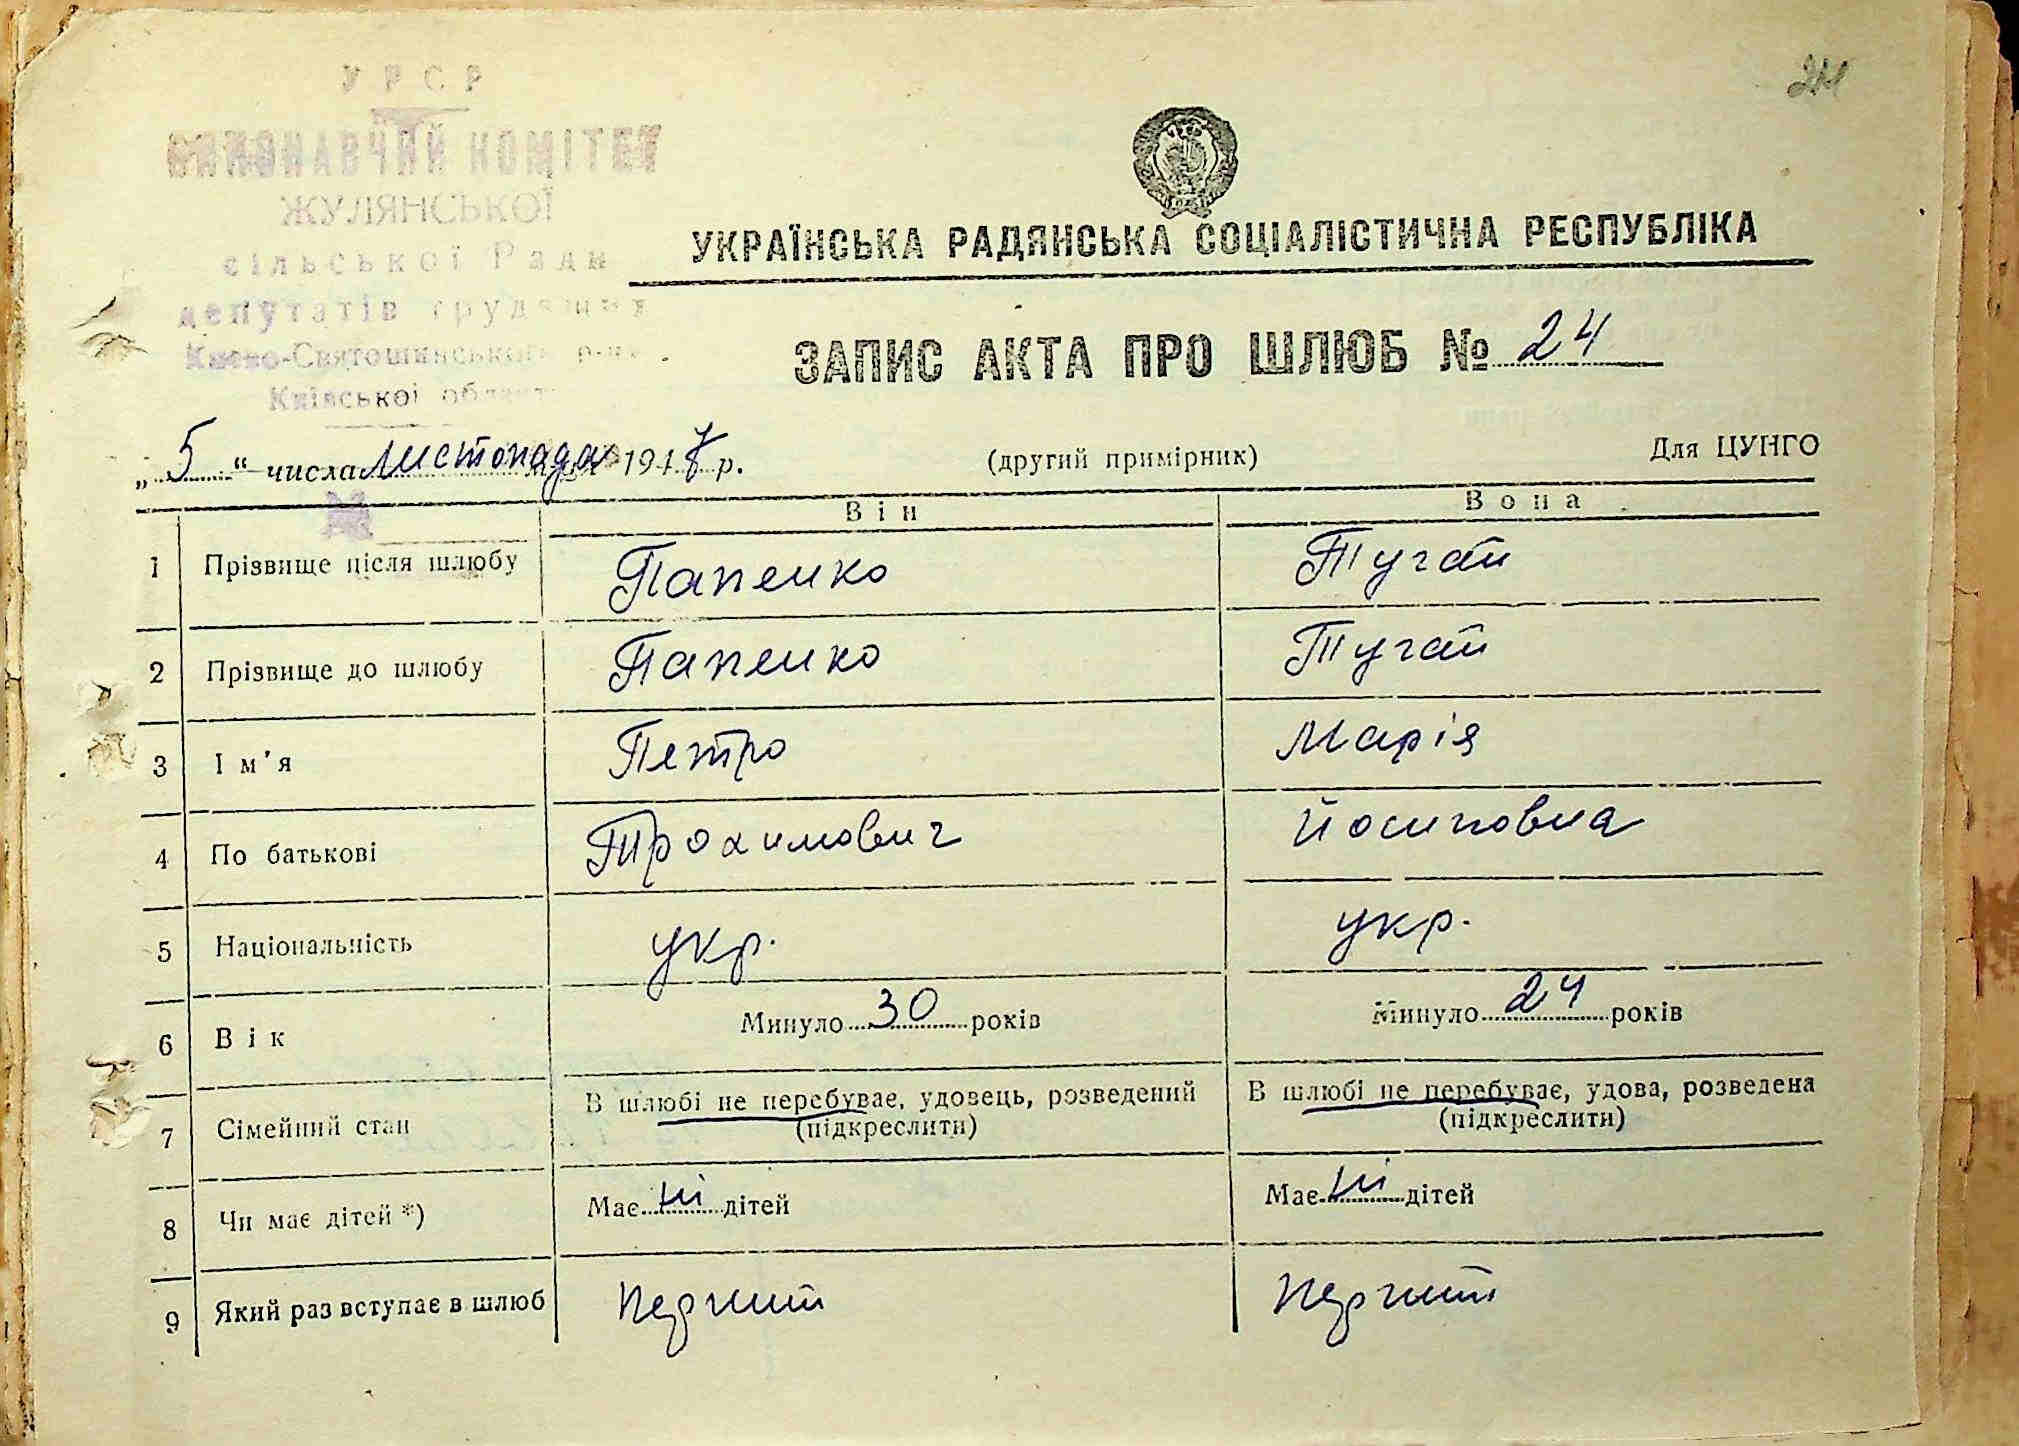 УРСР
ВИКОНАВЧИЙ КОМІТЕТ
ЖУЛЯНСЬКОЇ
сільської Ради
депутатів трудящих
Києво-Святошинського р-ну
Київської області
УКРАЇНСЬКА РАДЯНСЬКА СОЦІАЛІСТИЧНА РЕСПУБЛІКА
ЗАПИС АКТА ПРО ШЛЮБ № 24
„5“ числа листопада 1947 р. (другий примірник) Для ЦУНГО
Він Вона
1 Прізвище після шлюбу Папенко Тугай
2 Прізвище до шлюбу Папенко Тугай
3 Ім'я Петро Марія
4 По батькові Трохимович Йосиповна
5 Національність укр. укр.
6 Вік Минуло 30 років Минуло 24 років
7 Сімейний стан В шлюбі не перебуває, удовець, розведений (підкреслити) В шлюбі не перебуває, удова, розведена (підкреслити)
8 Чи має дітей *) Має ні дітей Має ні дітей
9 Який раз вступає в шлюб перший перший